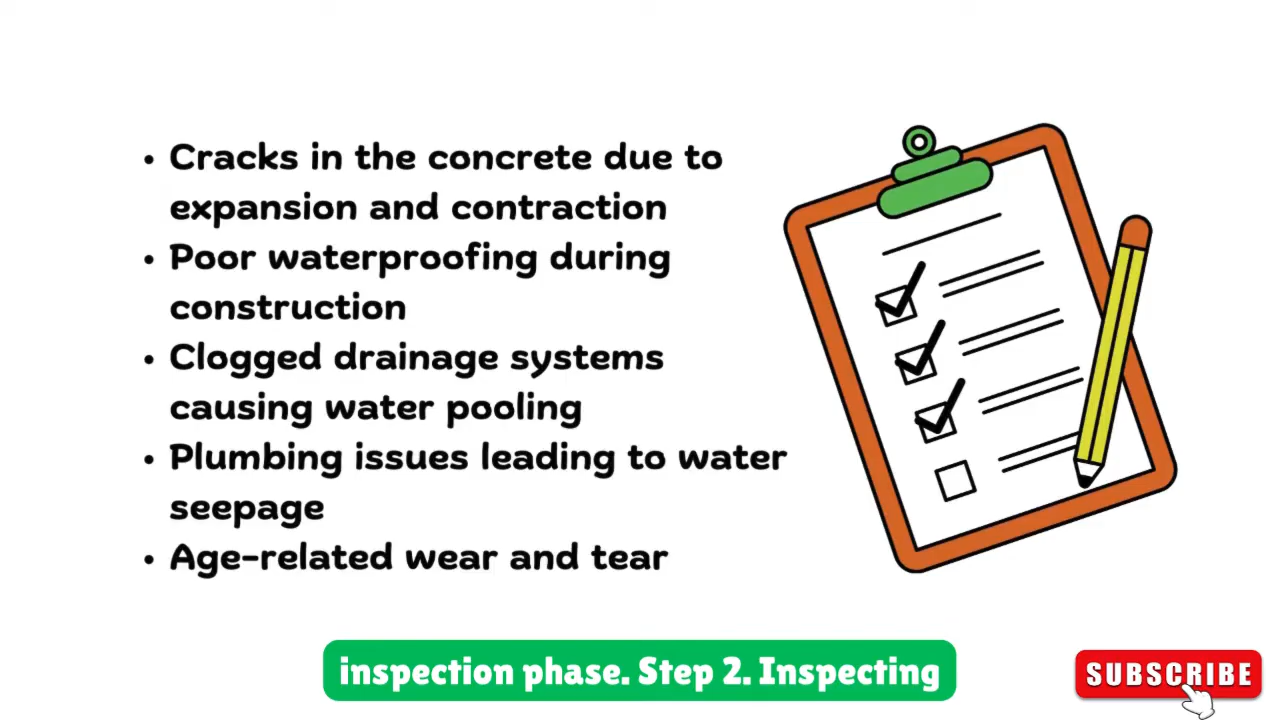 • Cracks in the concrete due to
expansion and contraction
• Poor waterproofing during
construction
• Clogged drainage systems
causing water pooling
• Plumbing issues leading to water
seepage
• Age-related wear and tear
inspection phase. Step 2. Inspecting
SUBSCRIBE